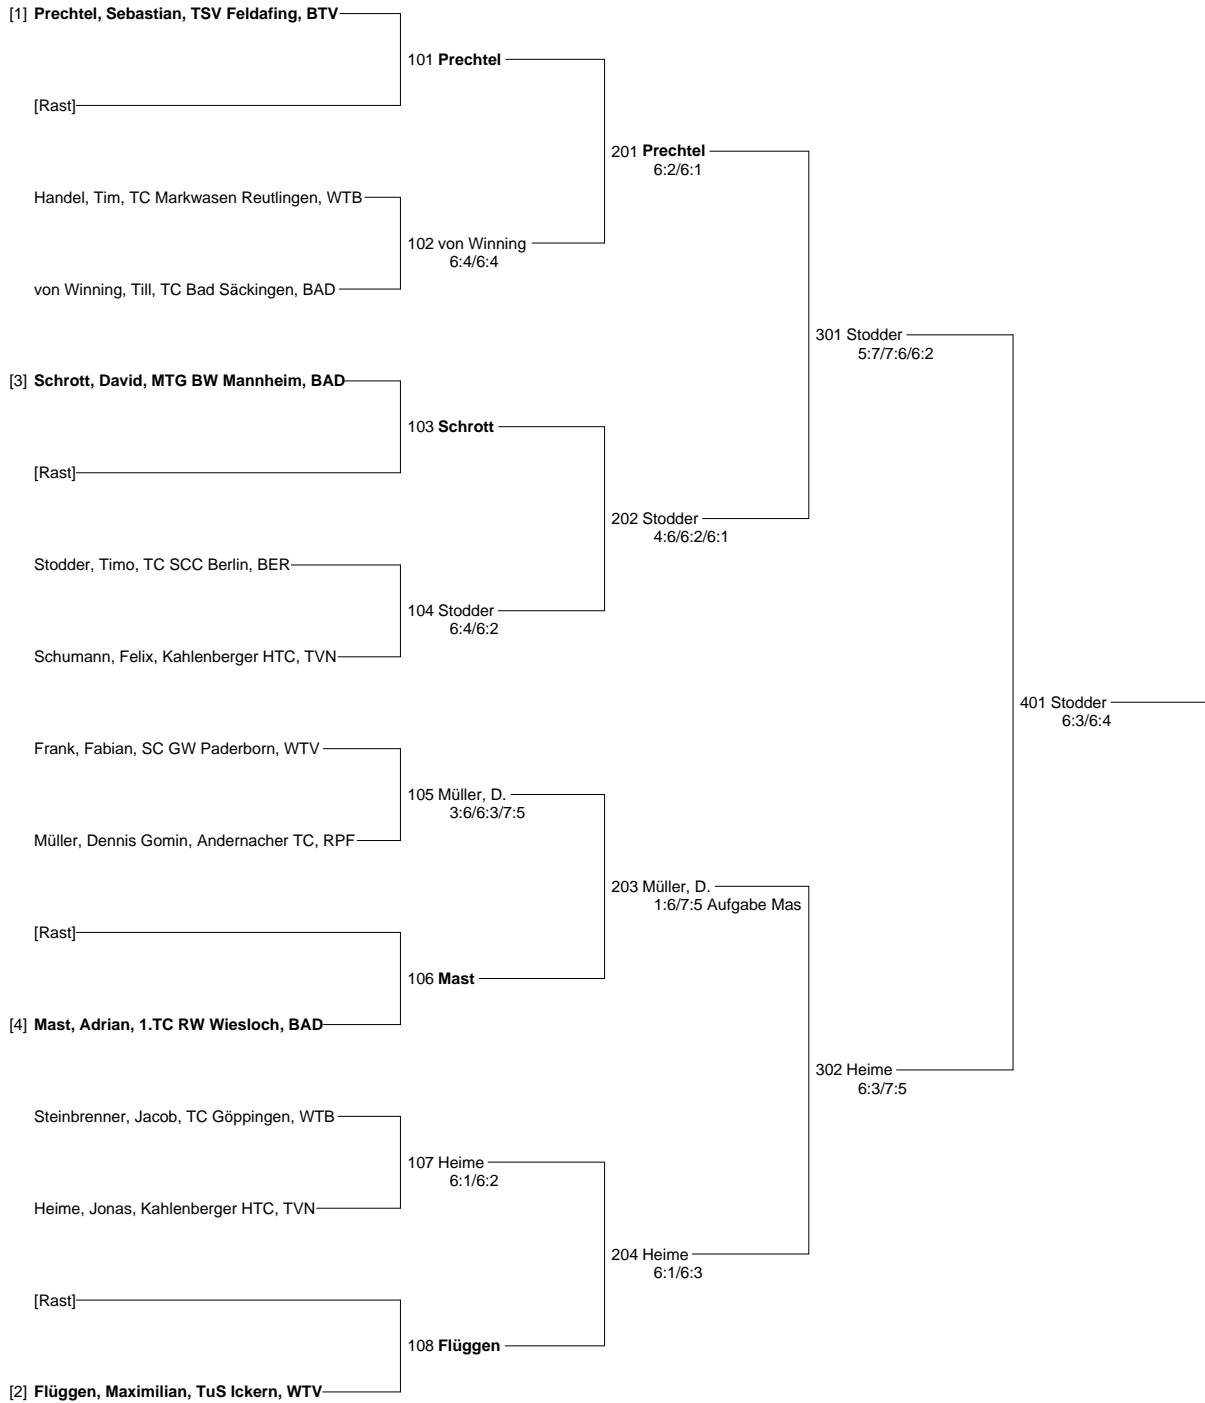 [1] Prechtel, Sebastian, TSV Feldafing, BTV
101 Prechtel
[Rast]
201 Prechtel
6:2/6:1
Handel, Tim, TC Markwasen Reutlingen, WTB
102 von Winning
6:4/6:4
von Winning, Till, TC Bad Säckingen, BAD
301 Stodder
5:7/7:6/6:2
[3] Schrott, David, MTG BW Mannheim, BAD
103 Schrott
[Rast]
202 Stodder
4:6/6:2/6:1
Stodder, Timo, TC SCC Berlin, BER
104 Stodder
6:4/6:2
Schumann, Felix, Kahlenberger HTC, TVN
401 Stodder
6:3/6:4
Frank, Fabian, SC GW Paderborn, WTV
105 Müller, D.
3:6/6:3/7:5
Müller, Dennis Gomin, Andernacher TC, RPF
203 Müller, D.
1:6/7:5 Aufgabe Mas
[Rast]
106 Mast
[4] Mast, Adrian, 1.TC RW Wiesloch, BAD
302 Heime
6:3/7:5
Steinbrenner, Jacob, TC Göppingen, WTB
107 Heime
6:1/6:2
Heime, Jonas, Kahlenberger HTC, TVN
204 Heime
6:1/6:3
[Rast]
108 Flüggen
[2] Flüggen, Maximilian, TuS Ickern, WTV